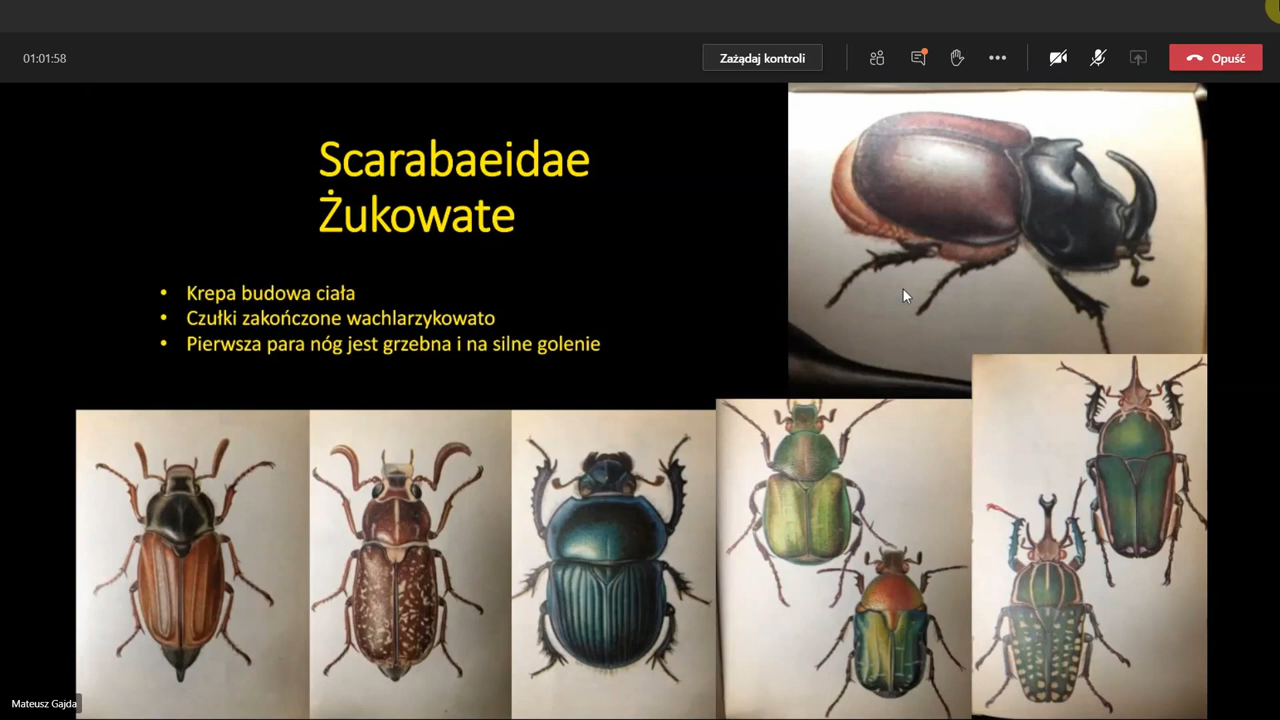 01:01:58
Zażądaj kontroli
Opuść
Scarabaeidae
Żukowate
• Krepa budowa ciała
• Czułki zakończone wachlarzykowato
• Pierwsza para nóg jest grzebna i na silne golenie
Mateusz Gajda